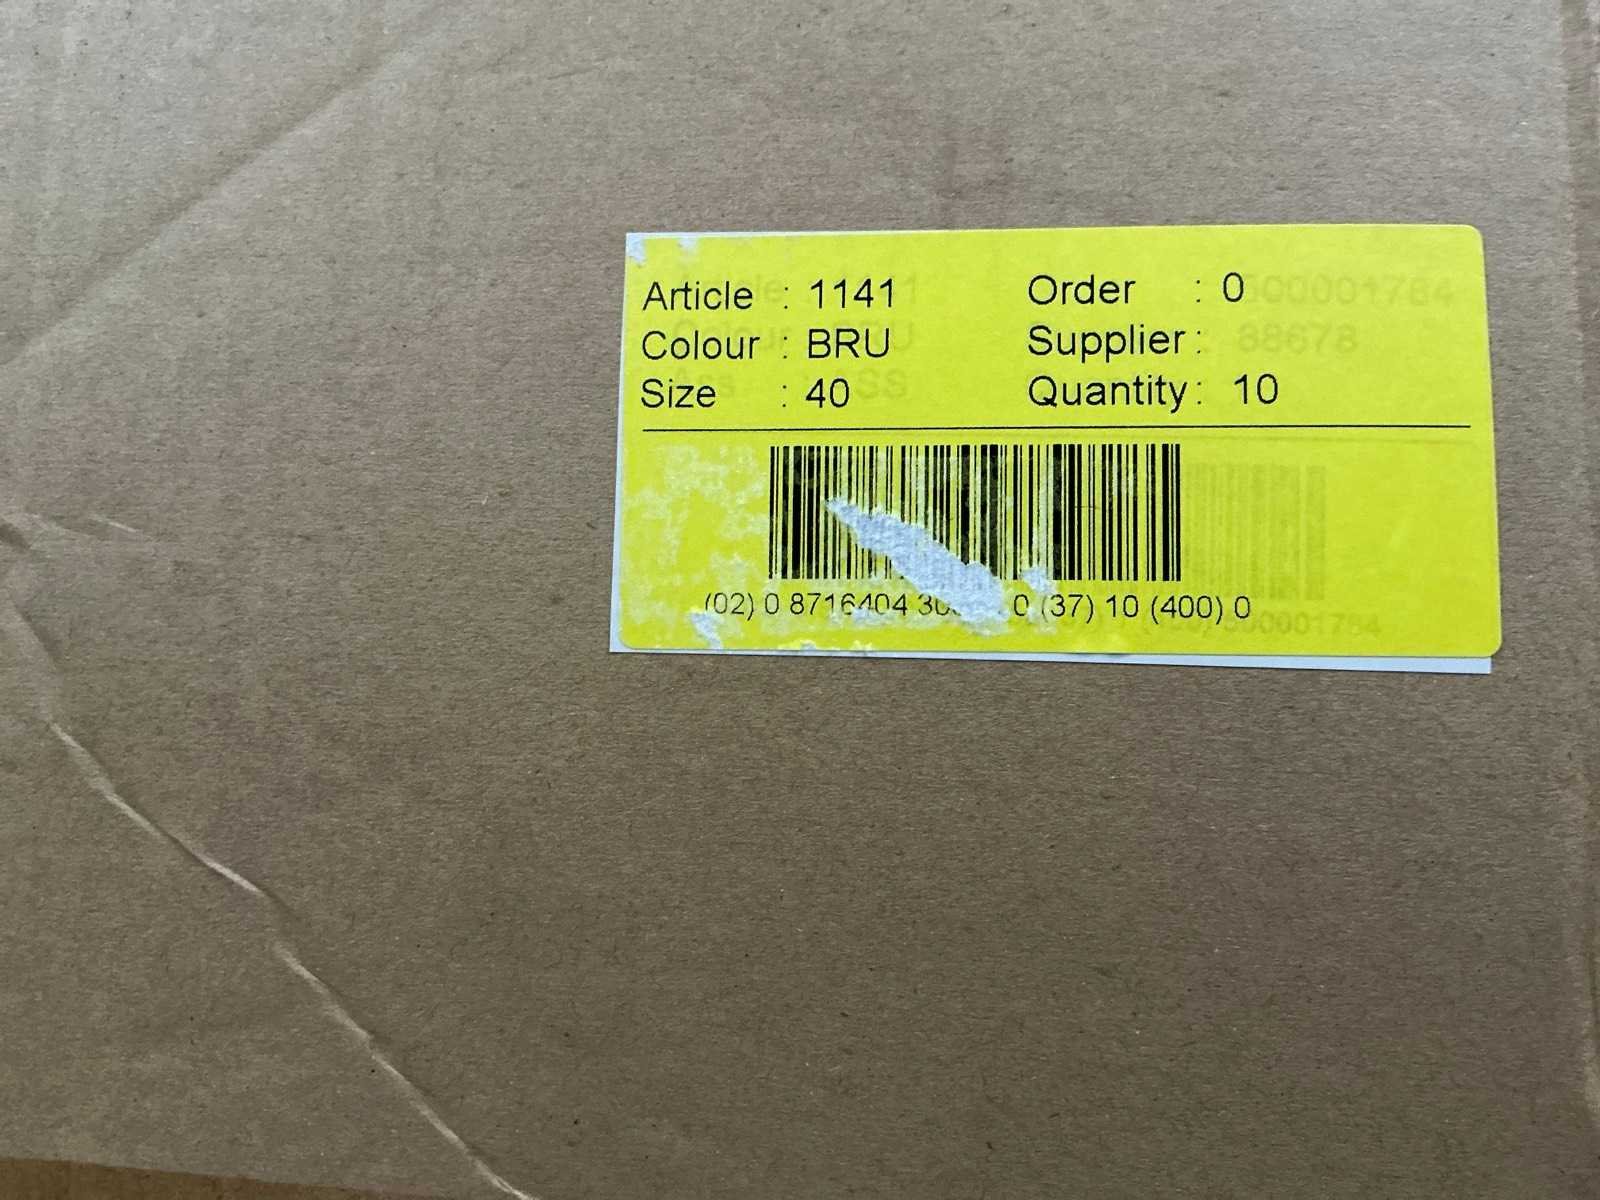 Article : 1141 Order : 0
Colour : BRU Supplier :
Size : 40 Quantity : 10
(02) 0 8716404 0 (37) 10 (400) 0